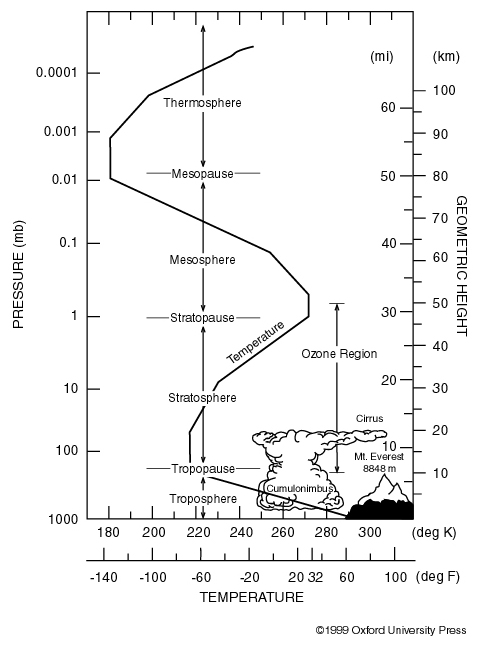 (mi)
(km)
0.0001
0.001
0.01
0.1
1
10
100
1000
PRESSURE (mb)
Thermosphere
Mesopause
Mesosphere
Stratopause
Temperature
Ozone Region
Stratosphere
Cirrus
Mt. Everest
8848 m
Tropopause
Cumulonimbus
Troposphere
60
50
40
30
20
10
100
90
80
70
60
50
40
30
20
10
GEOMETRIC HEIGHT
180 200 220 240 260 280 300 (deg K)
-140 -100 -60 -20 20 32 60 100 (deg F)
TEMPERATURE
©1999 Oxford University Press